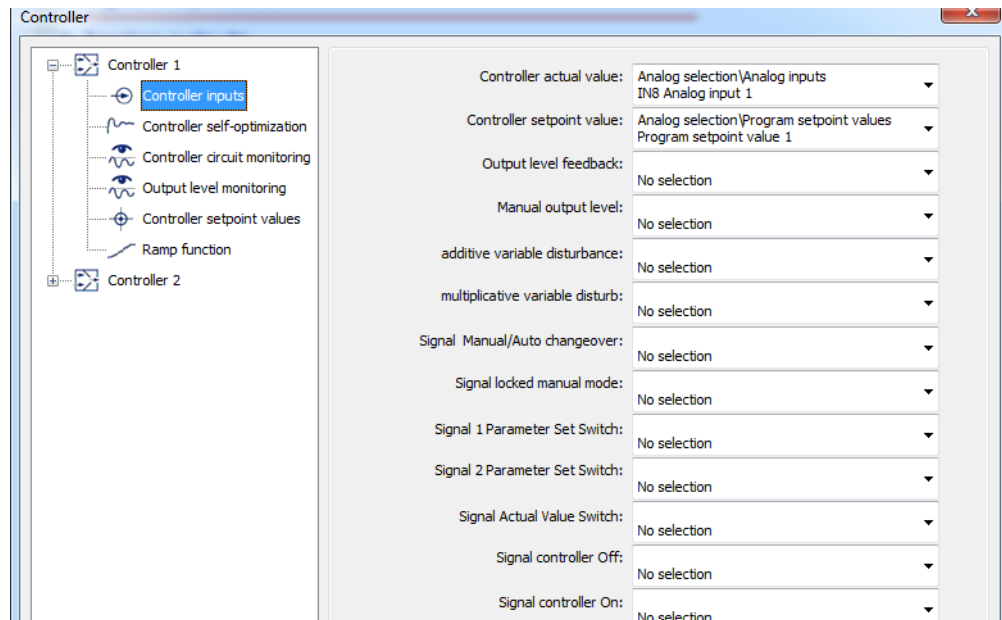 Controller
Controller 1
Controller inputs
Controller self-optimization
Controller circuit monitoring
Output level monitoring
Controller setpoint values
Ramp function
Controller 2
Controller actual value: Analog selection\Analog inputs
IN8 Analog input 1
Controller setpoint value: Analog selection\Program setpoint values
Program setpoint value 1
Output level feedback:
No selection
Manual output level:
No selection
additive variable disturbance:
No selection
multiplicative variable disturb:
No selection
Signal Manual/Auto changeover:
No selection
Signal locked manual mode:
No selection
Signal 1 Parameter Set Switch:
No selection
Signal 2 Parameter Set Switch:
No selection
Signal Actual Value Switch:
No selection
Signal controller Off:
No selection
Signal controller On:
No selection